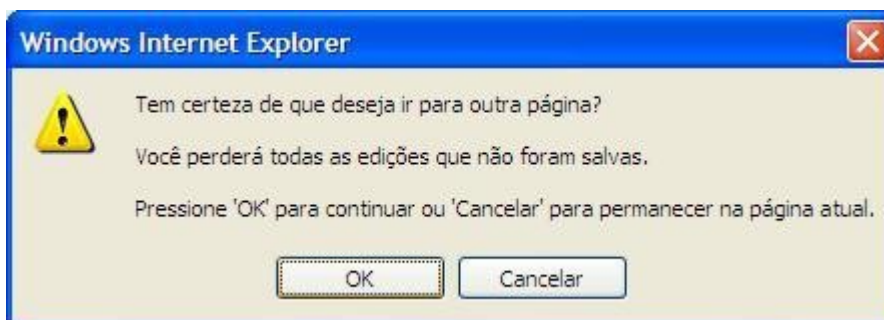 Windows Internet Explorer
Tem certeza de que deseja ir para outra página?
Você perderá todas as edições que não foram salvas.
Pressione 'OK' para continuar ou 'Cancelar' para permanecer na página atual.
OK Cancelar